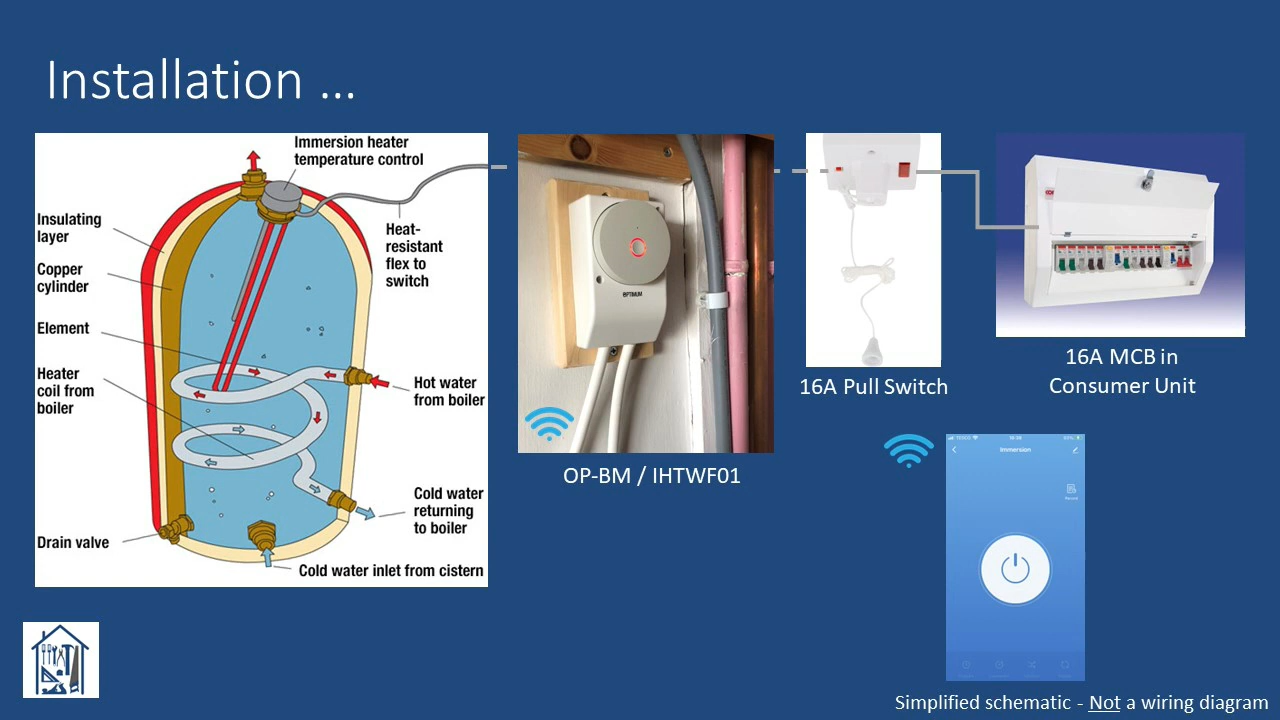 Installation ...
Immersion heater
temperature control
Insulating
layer
Copper
cylinder
Element
Heater
coil from
boiler
Heat-
resistant
flex to
switch
Hot water
from boiler
Cold water
returning
to boiler
Drain valve
Cold water inlet from cistern
OPTIMUM
OP-BM / IHTWF01
16A Pull Switch
16A MCB in
Consumer Unit
Immersion
Record
Simplified schematic - Not a wiring diagram